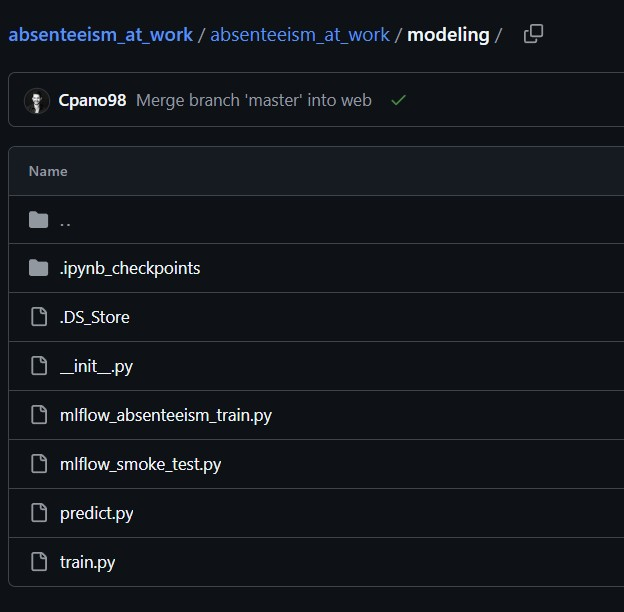 absenteeism_at_work / absenteeism_at_work / modeling /
Cpano98 Merge branch 'master' into web
Name
..
.ipynb_checkpoints
.DS_Store
__init__.py
mlflow_absenteeism_train.py
mlflow_smoke_test.py
predict.py
train.py